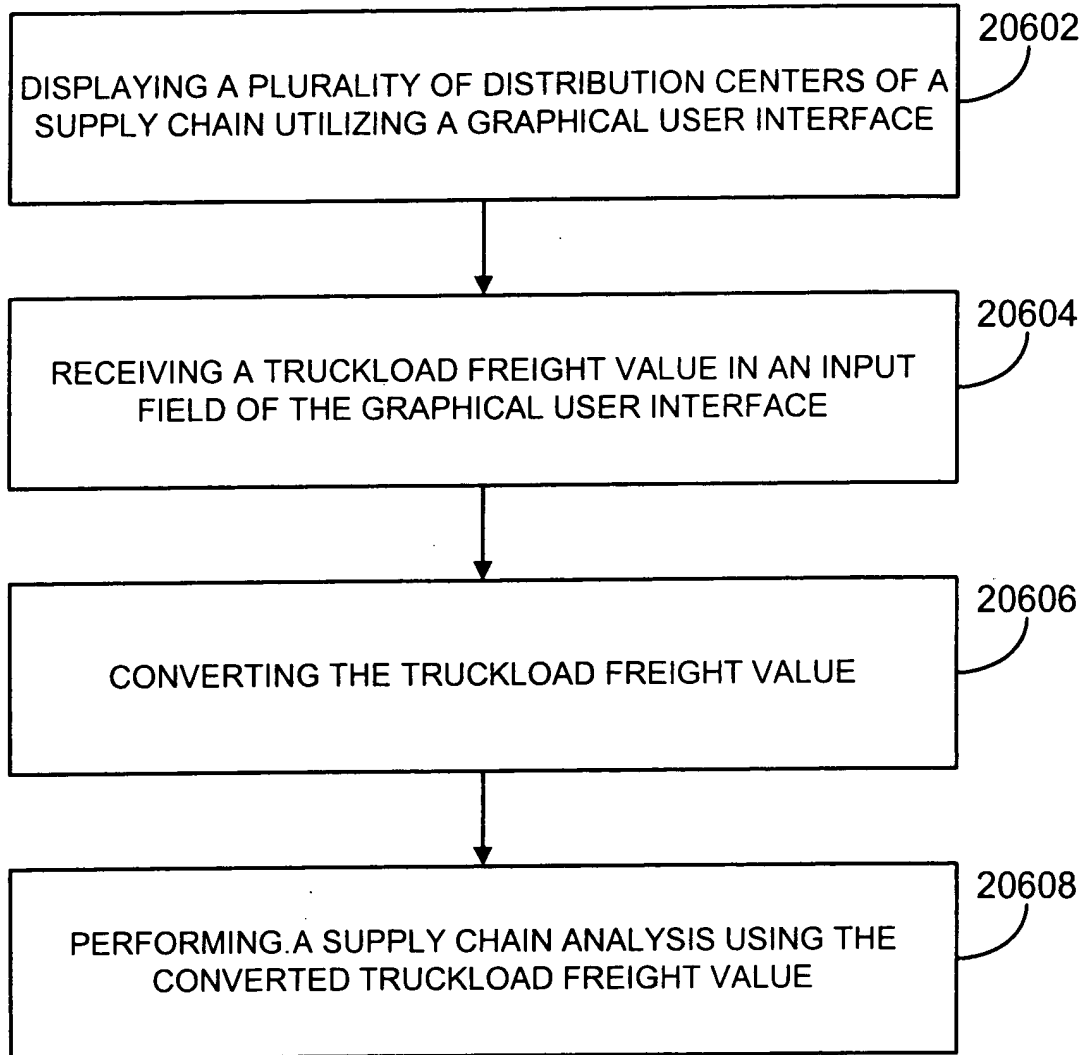 20602
DISPLAYING A PLURALITY OF DISTRIBUTION CENTERS OF A
SUPPLY CHAIN UTILIZING A GRAPHICAL USER INTERFACE
20604
RECEIVING A TRUCKLOAD FREIGHT VALUE IN AN INPUT
FIELD OF THE GRAPHICAL USER INTERFACE
20606
CONVERTING THE TRUCKLOAD FREIGHT VALUE
20608
PERFORMING A SUPPLY CHAIN ANALYSIS USING THE
CONVERTED TRUCKLOAD FREIGHT VALUE